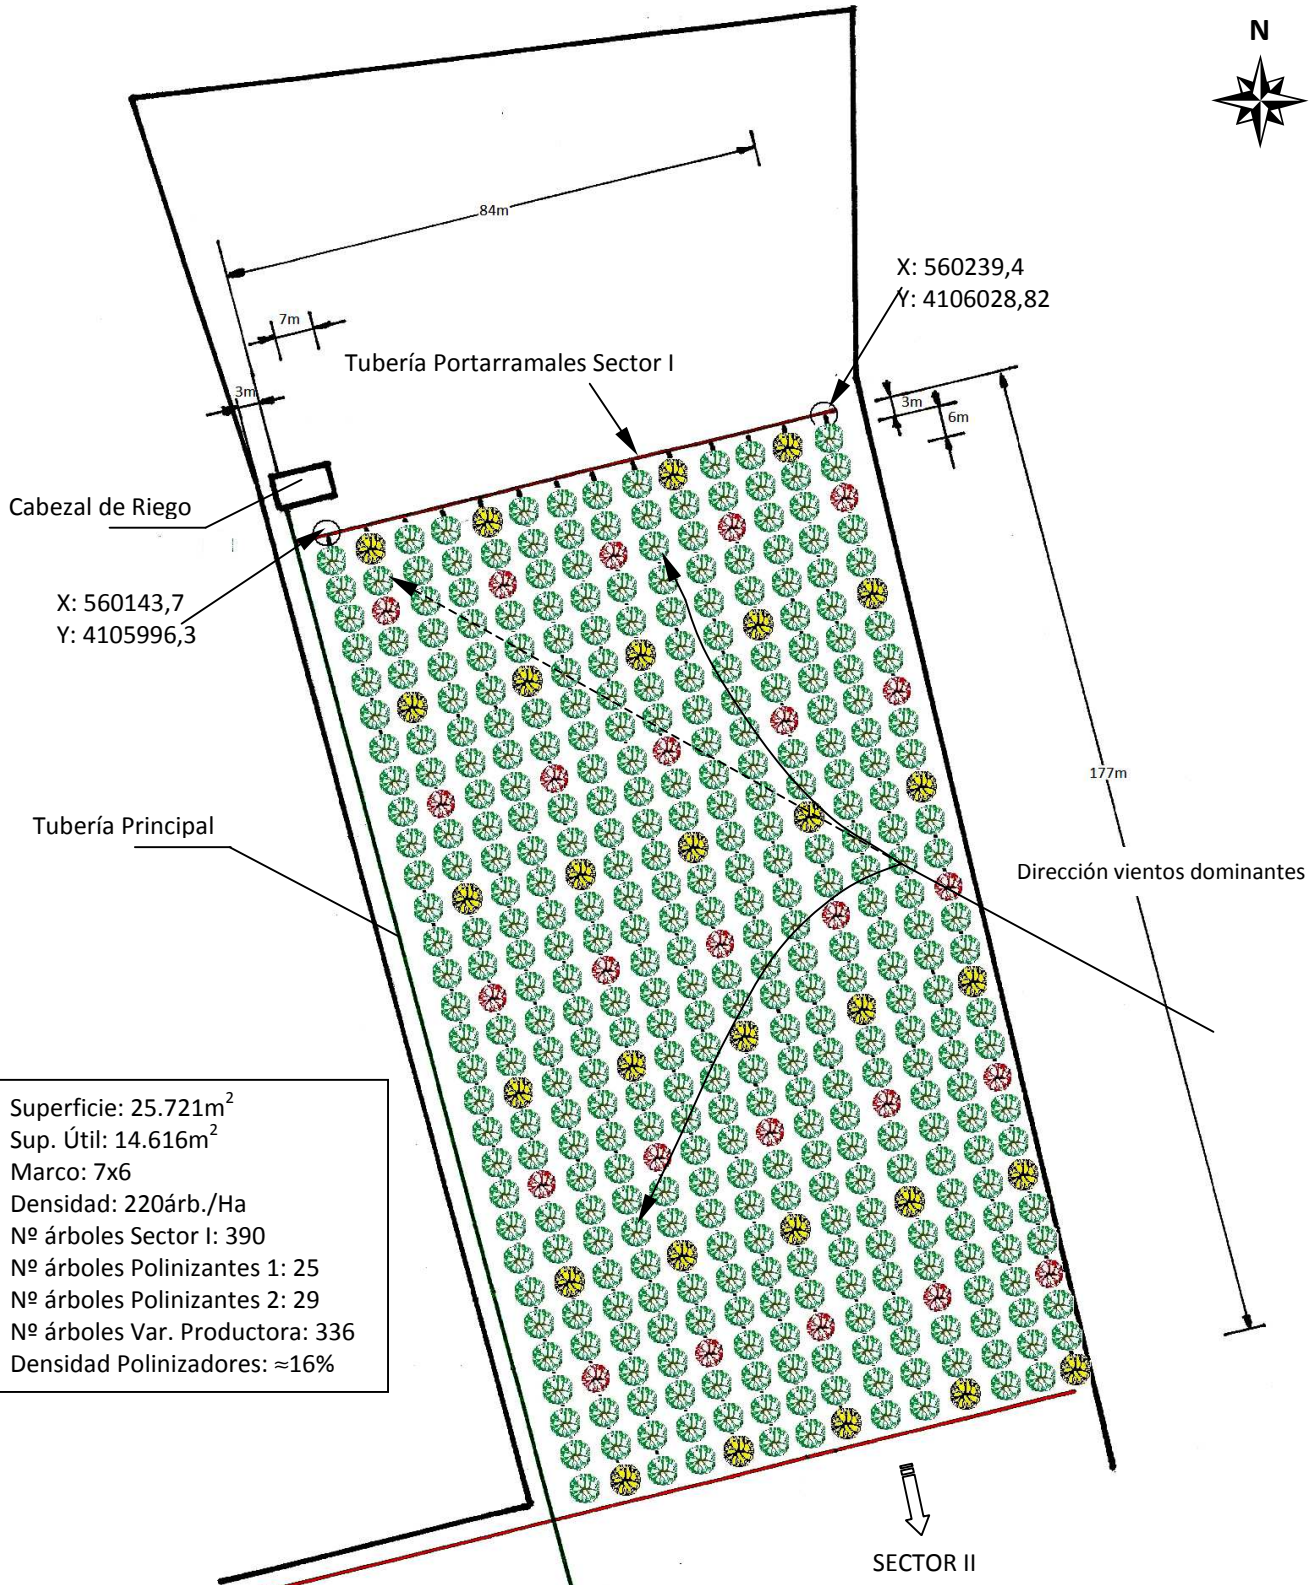 N
84m
X: 560239,4
Y: 4106028,82
7m
Tubería Portarramales Sector I
3m
3m
6m
Cabezal de Riego
X: 560143,7
Y: 4105996,3
177m
Tubería Principal
Dirección vientos dominantes
Superficie: 25.721m²
Sup. Útil: 14.616m²
Marco: 7x6
Densidad: 220árb./Ha
Nº árboles Sector I: 390
Nº árboles Polinizantes 1: 25
Nº árboles Polinizantes 2: 29
Nº árboles Var. Productora: 336
Densidad Polinizadores: ≈16%
SECTOR II